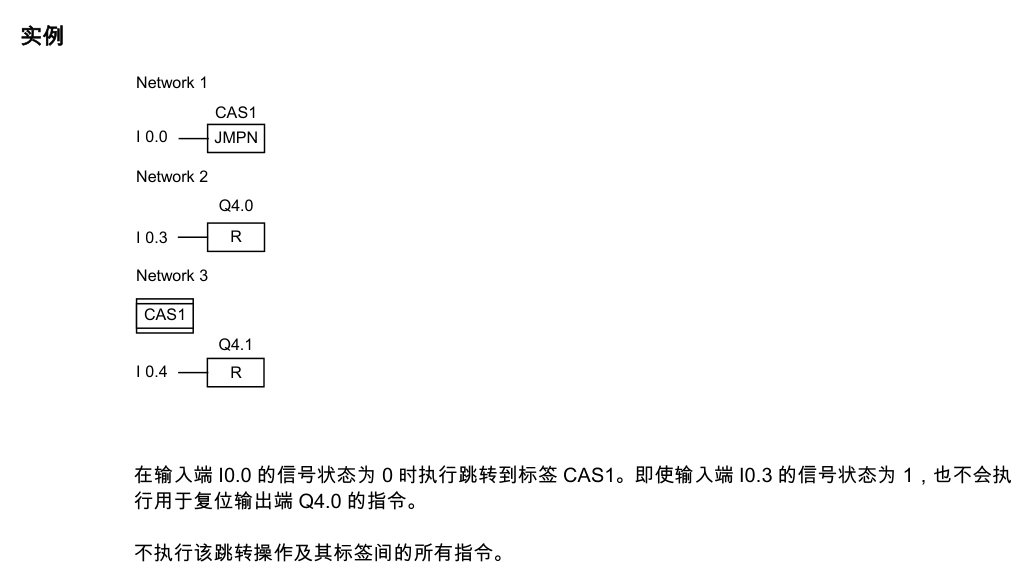 实例
Network 1
CAS1
I 0.0 JMPN
Network 2
Q4.0
I 0.3 R
Network 3
CAS1
Q4.1
I 0.4 R
在输入端 I0.0 的信号状态为 0 时执行跳转到标签 CAS1。即使输入端 I0.3 的信号状态为 1，也不会执
行用于复位输出端 Q4.0 的指令。
不执行该跳转操作及其标签间的所有指令。